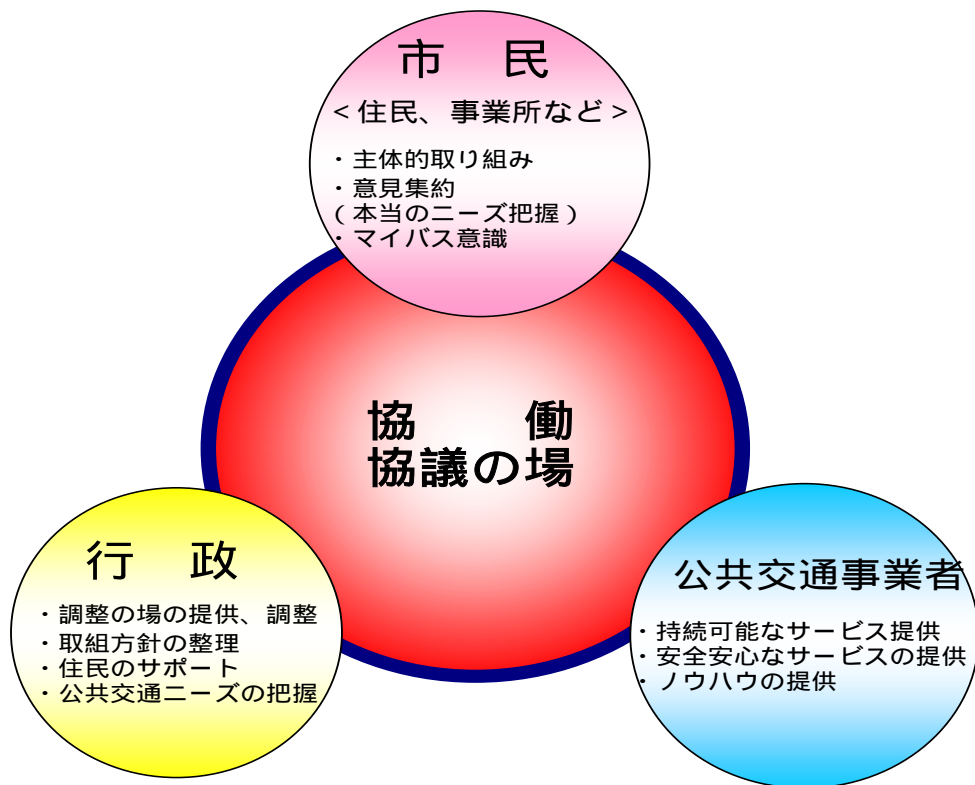 市　民
＜住民、事業所など＞
・主体的取り組み
・意見集約
（本当のニーズ把握）
・マイバス意識
協　　働
協議の場
行　政
・調整の場の提供、調整
・取組方針の整理
・住民のサポート
・公共交通ニーズの把握
公共交通事業者
・持続可能なサービス提供
・安全安心なサービスの提供
・ノウハウの提供